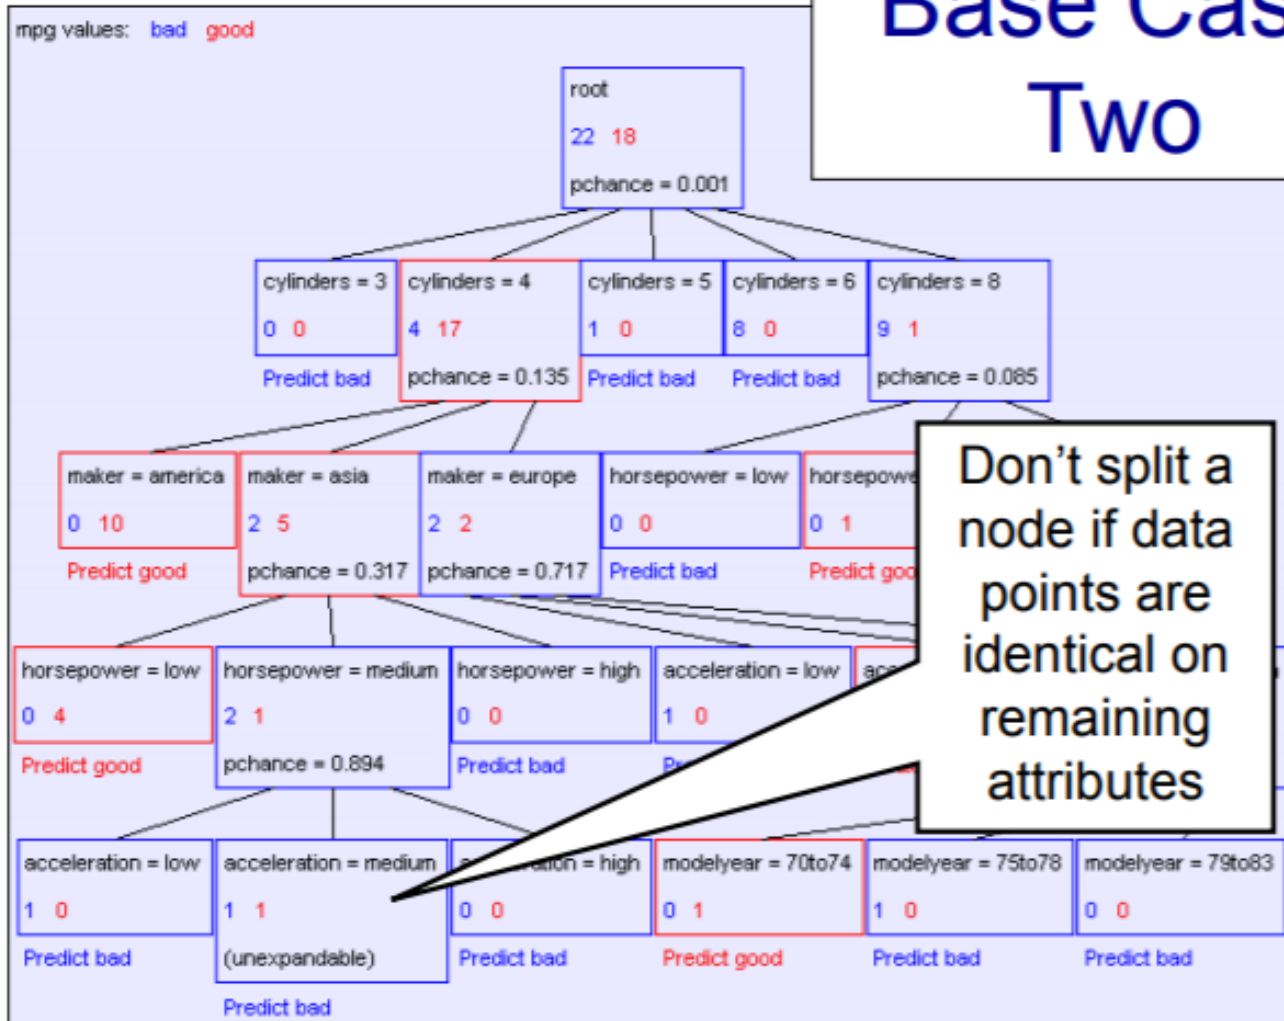 Base Cas
Two
mpg values: bad good
root
22 18
pchance = 0.001
cylinders = 3
0 0
Predict bad
cylinders = 4
4 17
pchance = 0.135
cylinders = 5
1 0
Predict bad
cylinders = 6
8 0
Predict bad
cylinders = 8
9 1
pchance = 0.085
maker = america
0 10
Predict good
maker = asia
2 5
pchance = 0.317
maker = europe
2 2
pchance = 0.717
horsepower = low
0 0
Predict bad
horsepowe
0 1
Predict goo
Don't split a
node if data
points are
identical on
remaining
attributes
horsepower = low
0 4
Predict good
horsepower = medium
2 1
pchance = 0.894
horsepower = high
0 0
Predict bad
acceleration = low
1 0
acceleration = low
1 0
Predict bad
acceleration = medium
1 1
(unexpandable)
Predict bad
ation = high
0 0
Predict bad
modelyear = 70to74
0 1
Predict good
modelyear = 75to78
1 0
Predict bad
modelyear = 79to83
0 0
Predict bad